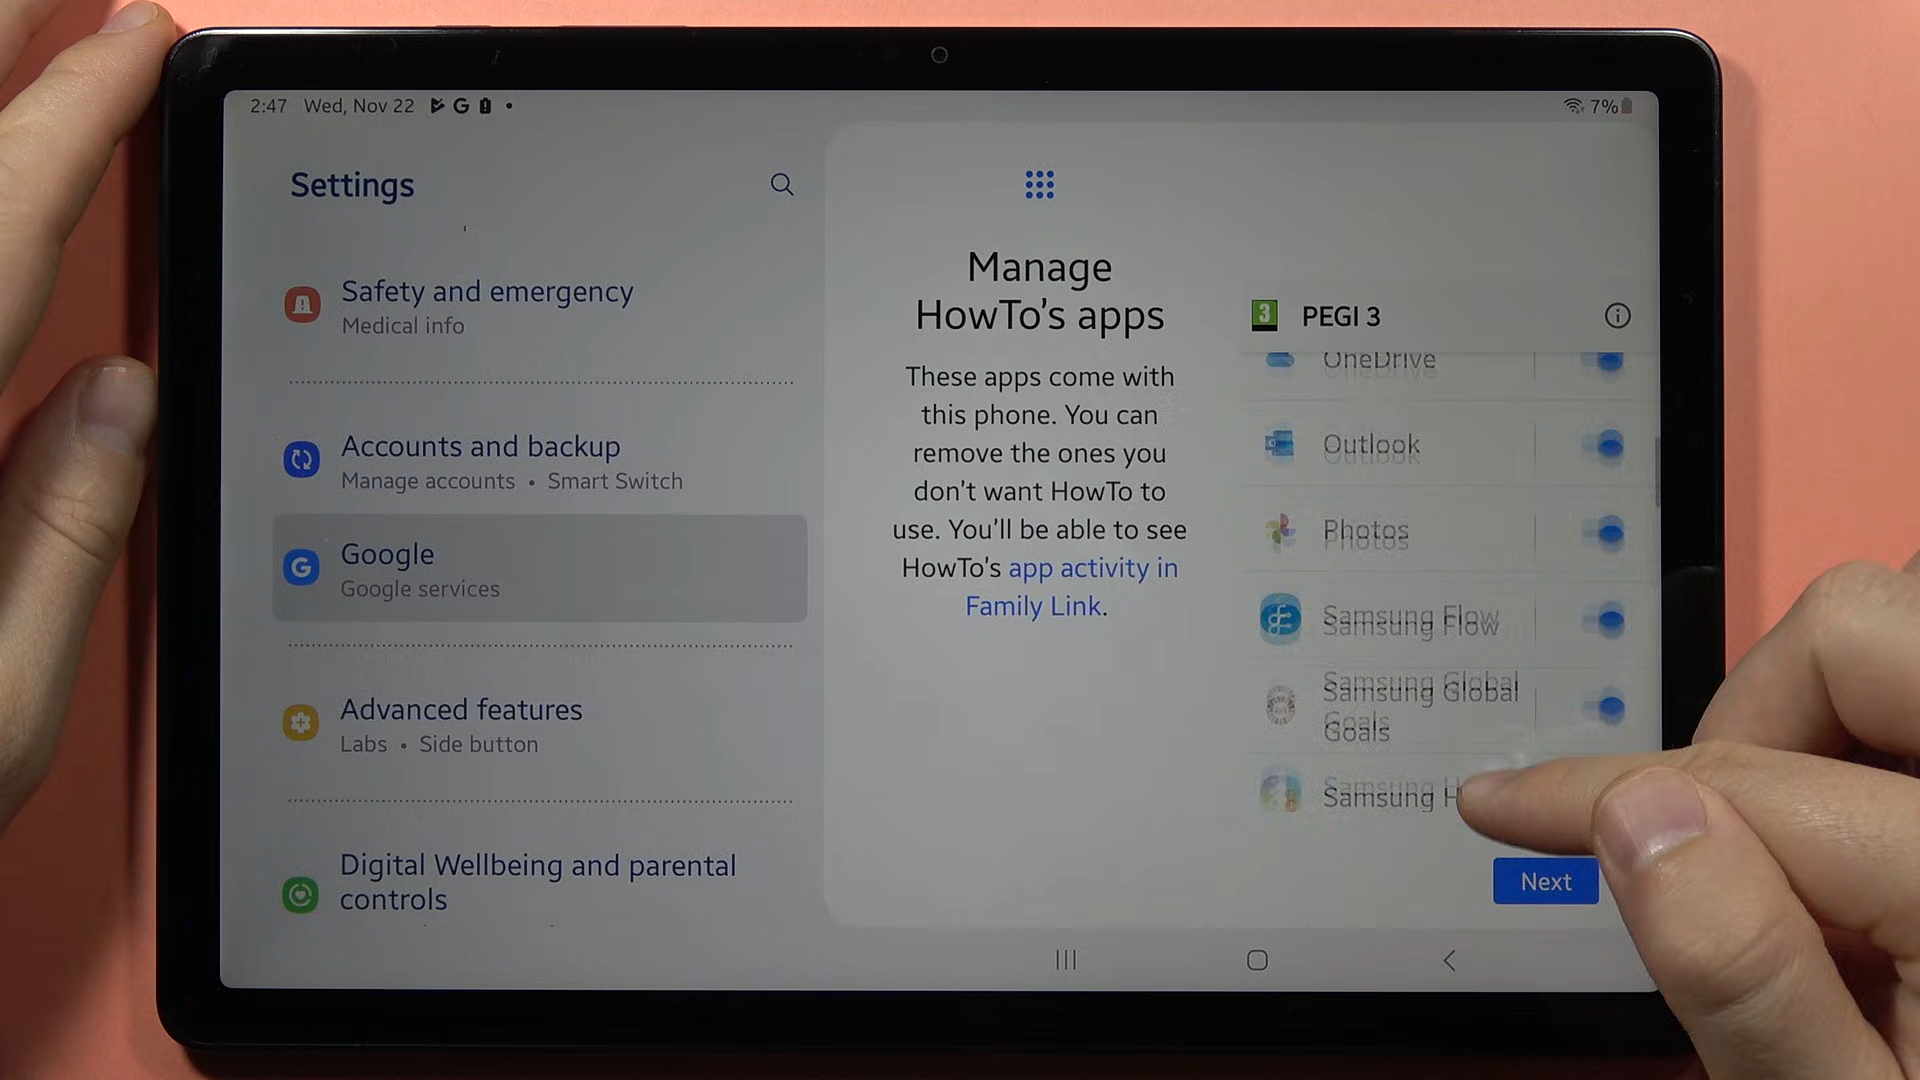 2:47 Wed, Nov 22 G
7%
Settings
Safety and emergency
Medical info
Accounts and backup
Manage accounts • Smart Switch
G
Google
Google services
Advanced features
Labs • Side button
Digital Wellbeing and parental
controls
Manage
HowTo's apps
These apps come with
this phone. You can
remove the ones you
don't want HowTo to
use. You'll be able to see
HowTo's app activity in
Family Link.
3 PEGI 3
OneDrive
Outlook
Photos
Samsung Flow
Samsung Global
Goals
Samsung
Next